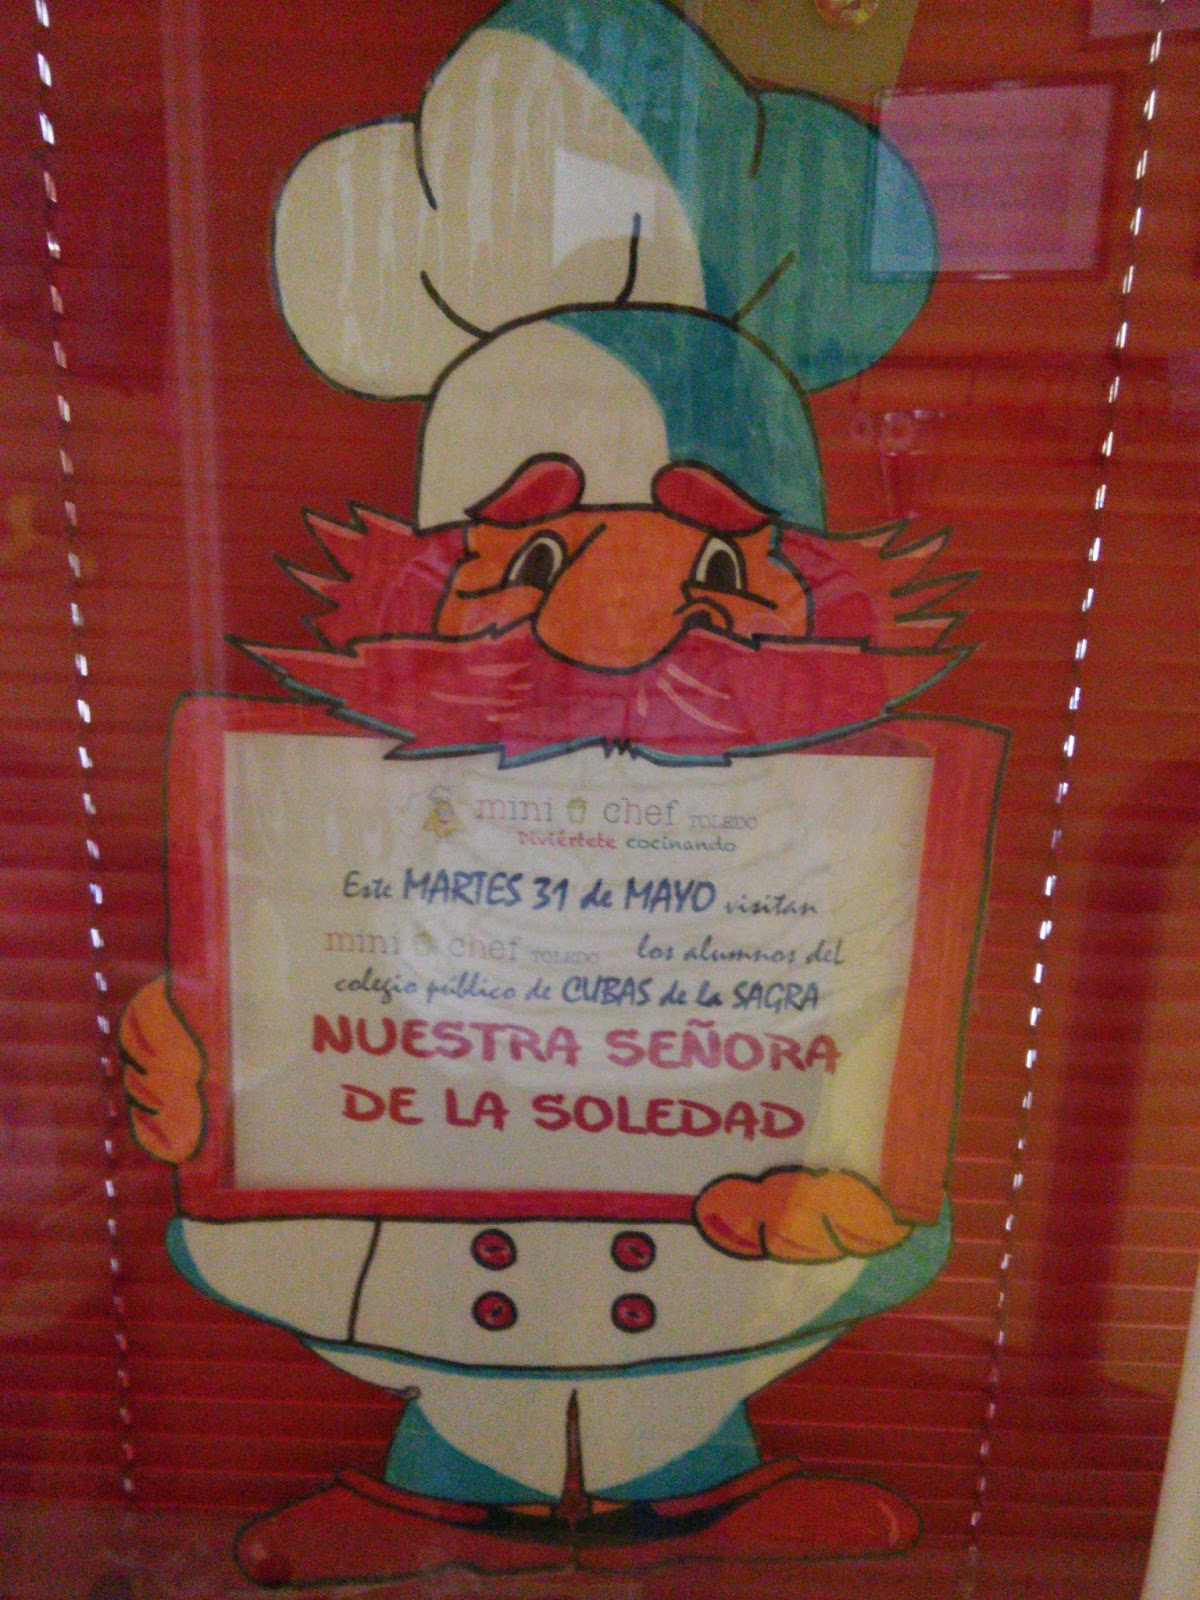 mini chef TOLEDO
Diviértete cocinando
Este MARTES 31 de MAYO visitan
mini chef TOLEDO los alumnos del
colegio público de CUBAS de la SAGRA
NUESTRA SEÑORA
DE LA SOLEDAD